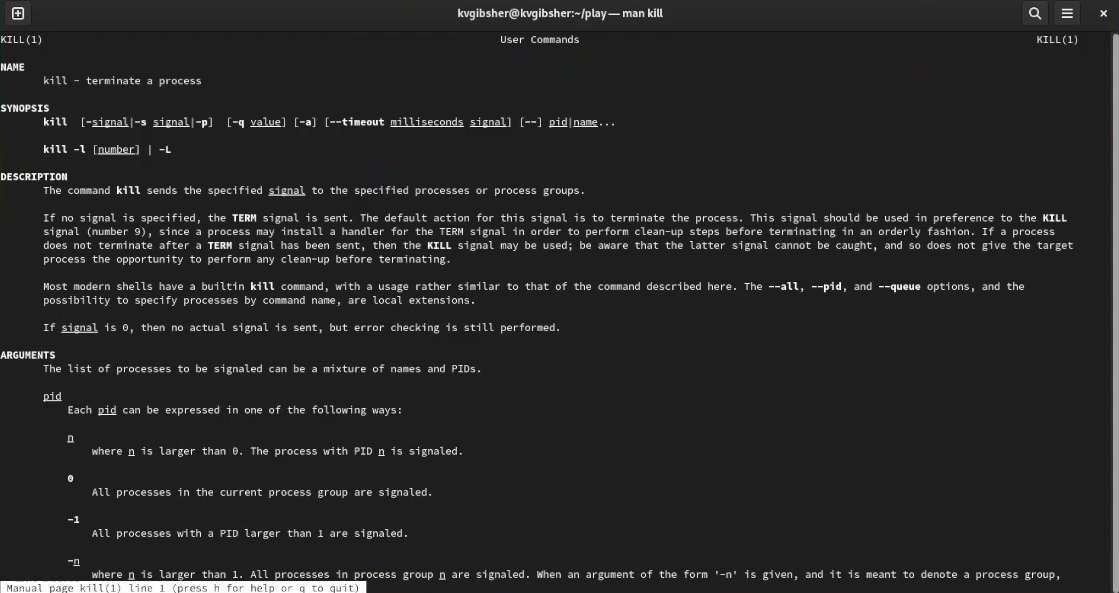 kvgibsher@kvgibsher:~/play — man kill
KILL(1) User Commands KILL(1)
NAME
kill - terminate a process
SYNOPSIS
kill [-signal|-s signal|-p] [-q value] [-a] [--timeout milliseconds signal] [--] pid|name...
kill -l [number] | -L
DESCRIPTION
The command kill sends the specified signal to the specified processes or process groups.
If no signal is specified, the TERM signal is sent. The default action for this signal is to terminate the process. This signal should be used in preference to the KILL
signal (number 9), since a process may install a handler for the TERM signal in order to perform clean-up steps before terminating in an orderly fashion. If a process
does not terminate after a TERM signal has been sent, then the KILL signal may be used; be aware that the latter signal cannot be caught, and so does not give the target
process the opportunity to perform any clean-up before terminating.
Most modern shells have a builtin kill command, with a usage rather similar to that of the command described here. The --all, --pid, and --queue options, and the
possibility to specify processes by command name, are local extensions.
If signal is 0, then no actual signal is sent, but error checking is still performed.
ARGUMENTS
The list of processes to be signaled can be a mixture of names and PIDs.
pid
Each pid can be expressed in one of the following ways:
n
where n is larger than 0. The process with PID n is signaled.
0
All processes in the current process group are signaled.
-1
All processes with a PID larger than 1 are signaled.
-n
where n is larger than 1. All processes in process group n are signaled. When an argument of the form '-n' is given, and it is meant to denote a process group,
Manual page kill(1) line 1 (press h for help or q to quit)